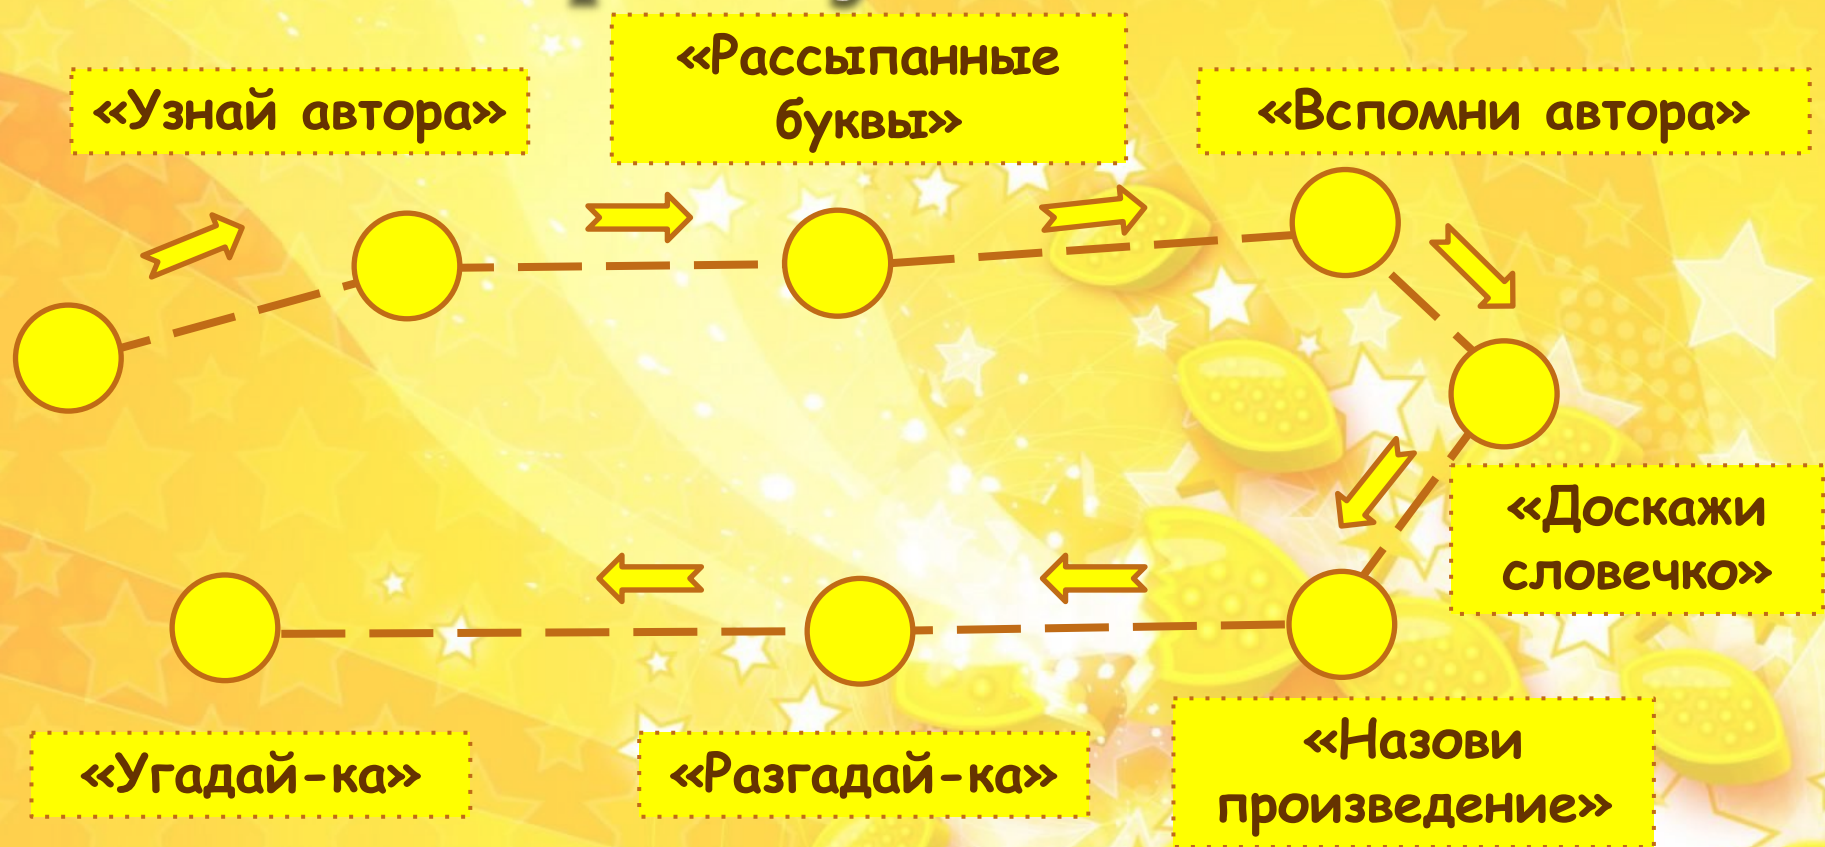 «Узнай автора»
«Рассыпанные
буквы»
«Вспомни автора»
«Доскажи
словечко»
«Назови
произведение»
«Разгадай-ка»
«Угадай-ка»